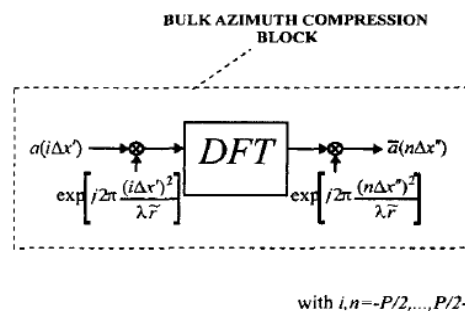 BULK AZIMUTH COMPRESSION
BLOCK
a(iΔx′) ⊗ DFT ⊗ ã(nΔx″)
exp[j2π (iΔx′)² / λr̃] exp[j2π (nΔx″)² / λr̃]
with i,n=-P/2,...,P/2-